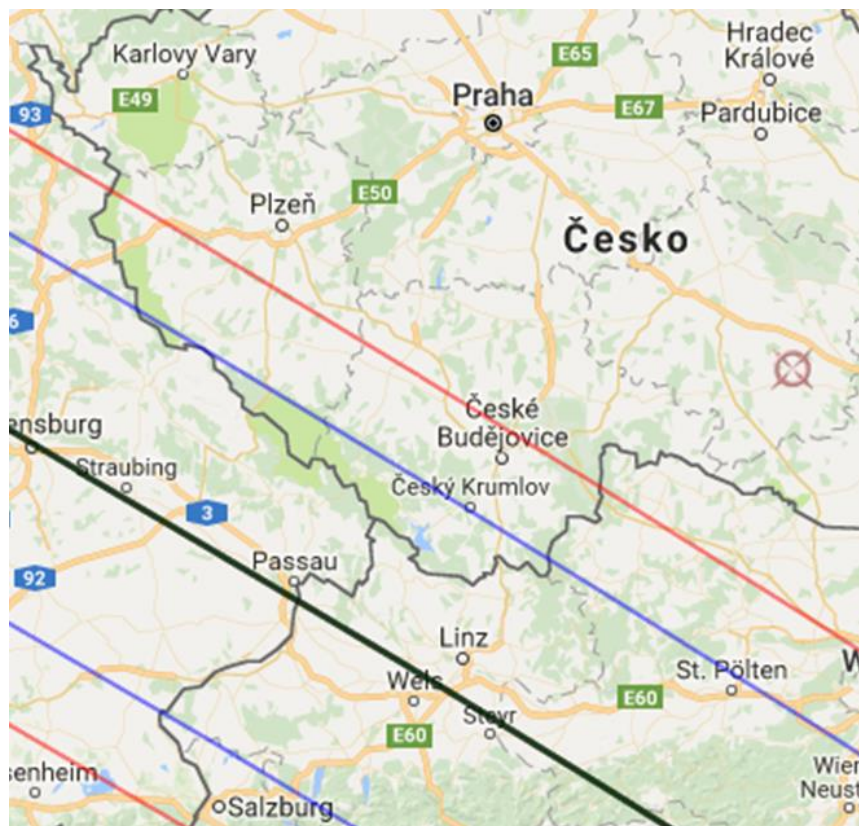 Karlovy Vary
Hradec
Králové
E65
E49
93
Praha
E67
Pardubice
E50
Plzeň
Česko
6
České
Budějovice
ensburg
Straubing
Český Krumlov
3
Passau
92
Linz
St. Pölten
W
Wels
E60
Steyr
E60
senheim
Wien
Neust
Salzburg